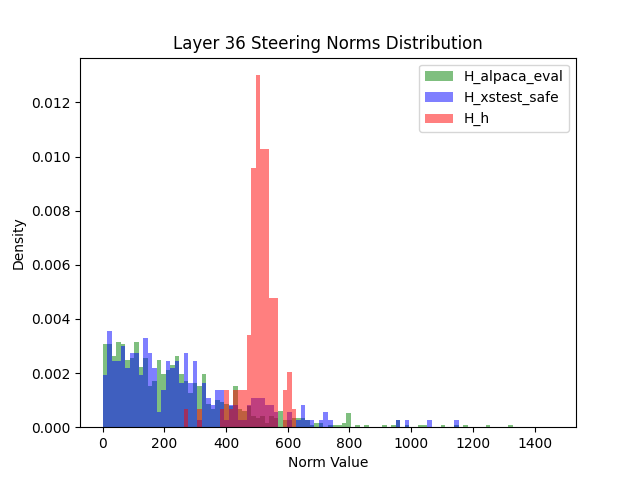 Layer 36 Steering Norms Distribution
H_alpaca_eval
H_xstest_safe
H_h
Density
0.012
0.010
0.008
0.006
0.004
0.002
0.000
0 200 400 600 800 1000 1200 1400
Norm Value